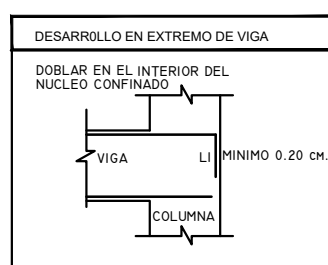 DESARR0LLO EN EXTREMO DE VIGA
DOBLAR EN EL INTERIOR DEL
NUCLEO CONFINADO
VIGA
LI
MINIMO 0.20 CM.
COLUMNA